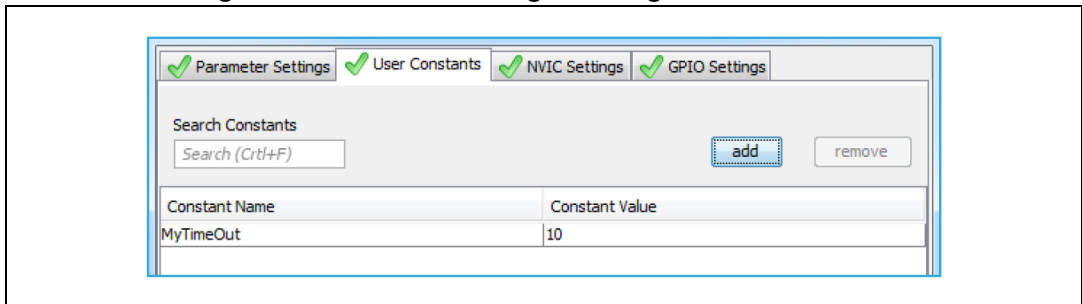 Parameter Settings User Constants NVIC Settings GPIO Settings
Search Constants
Search (Crtl+F) add remove
Constant Name Constant Value
MyTimeOut 10